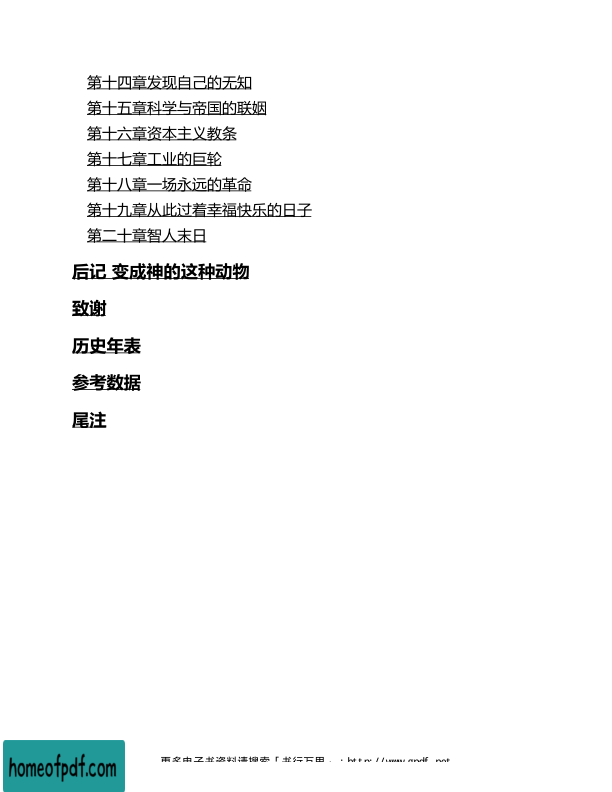 第十四章发现自己的无知
第十五章科学与帝国的联姻
第十六章资本主义教条
第十七章工业的巨轮
第十八章一场永远的革命
第十九章从此过着幸福快乐的日子
第二十章智人末日
后记 变成神的这种动物
致谢
历史年表
参考数据
尾注
更多电子书资料请搜索「书行万里」：http://www.gpdf.net
homeofpdf.com